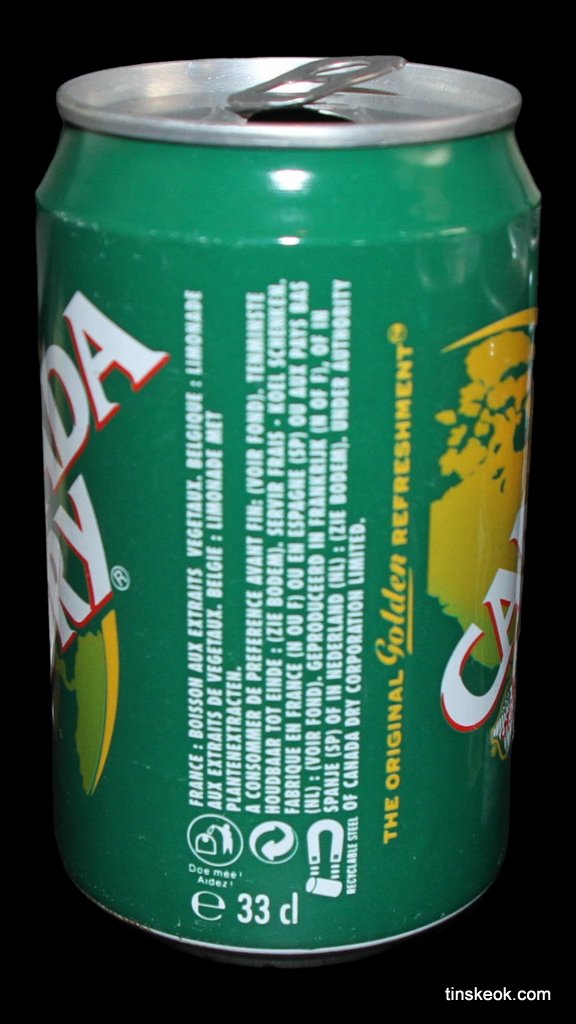 DA
RY®
FRANCE : BOISSON AUX EXTRAITS VEGETAUX. BELGIQUE : LIMONADE
AUX EXTRAITS DE VEGETAUX. BELGIE : LIMONADE MET
PLANTENEXTRACTEN.
A CONSOMMER DE PREFERENCE AVANT FIN: (VOIR FOND). TENMINSTE
HOUDBAAR TOT EINDE : (ZIE BODEM). SERVIR FRAIS - KOEL SCHENKEN.
FABRIQUE EN FRANCE (N OU F) OU EN ESPAGNE (SP) OU AUX PAYS BAS
(NL) : (VOIR FOND). GEPRODUCEERD IN FRANKRIJK (N OF F), OF IN
SPANJE (SP) OF IN NEDERLAND (NL) : (ZIE BODEM). UNDER AUTHORITY
OF CANADA DRY CORPORATION LIMITED.
RECYCLABLE STEEL
Doe mee!
Aidez!
℮ 33 cl
THE ORIGINAL Golden REFRESHMENT
CA
tinskeok.com